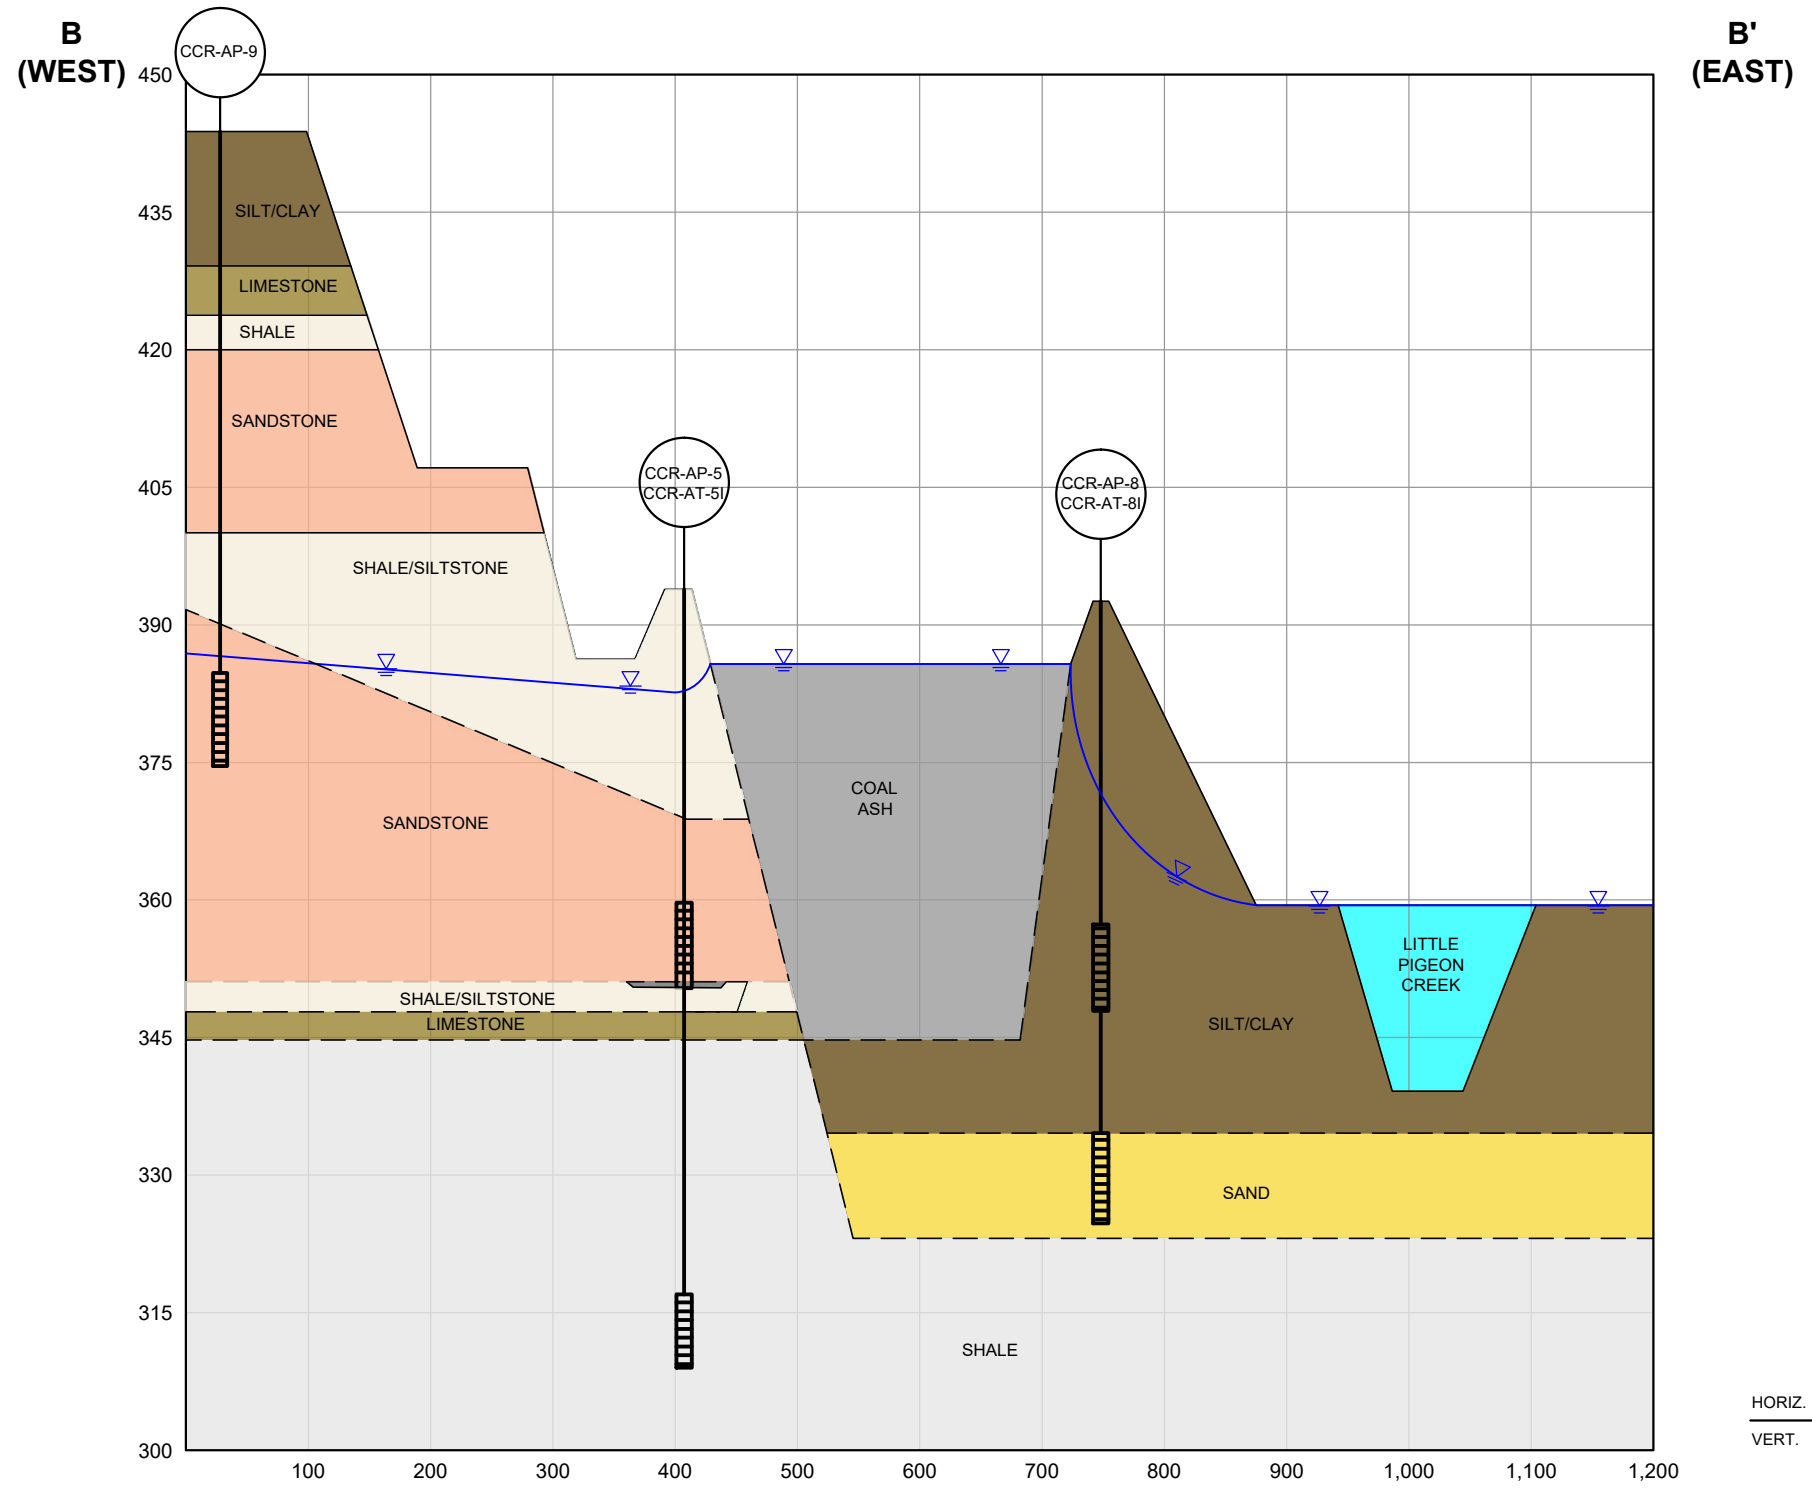 B
(WEST)
CCR-AP-9
B'
(EAST)
450
435
420
405
390
375
360
345
330
315
300
SILT/CLAY
LIMESTONE
SHALE
SANDSTONE
CCR-AP-5
CCR-AT-5I
CCR-AP-8
CCR-AT-8I
SHALE/SILTSTONE
COAL
ASH
SANDSTONE
LITTLE
PIGEON
CREEK
SHALE/SILTSTONE
LIMESTONE
SILT/CLAY
SAND
SHALE
HORIZ.
VERT.
100
200
300
400
500
600
700
800
900
1,000
1,100
1,200